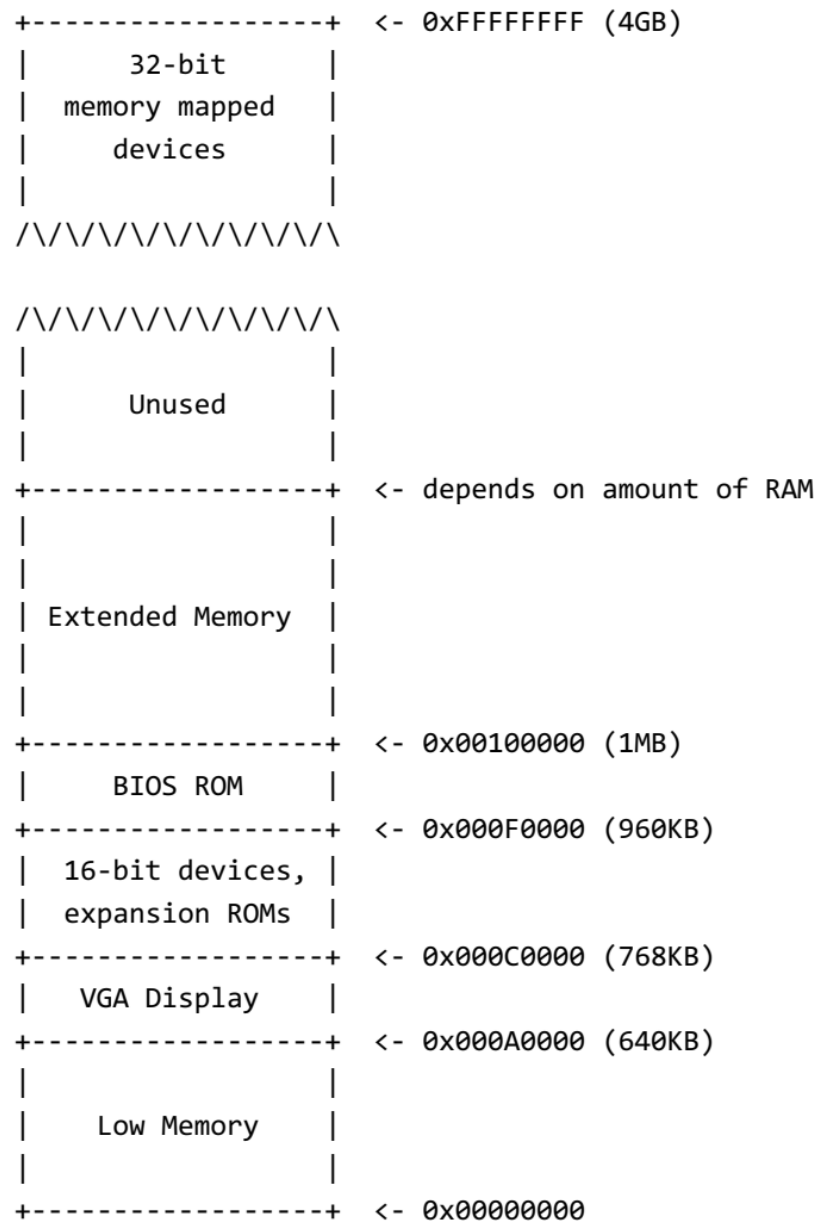 +------------------+  <- 0xFFFFFFFF (4GB)
|      32-bit      |
|  memory mapped   |
|     devices      |
|                  |
/\/\/\/\/\/\/\/\/\/\

/\/\/\/\/\/\/\/\/\/\
|                  |
|      Unused      |
|                  |
+------------------+  <- depends on amount of RAM
|                  |
|                  |
| Extended Memory  |
|                  |
|                  |
+------------------+  <- 0x00100000 (1MB)
|     BIOS ROM     |
+------------------+  <- 0x000F0000 (960KB)
|  16-bit devices, |
|  expansion ROMs  |
+------------------+  <- 0x000C0000 (768KB)
|   VGA Display    |
+------------------+  <- 0x000A0000 (640KB)
|                  |
|    Low Memory    |
|                  |
+------------------+  <- 0x00000000